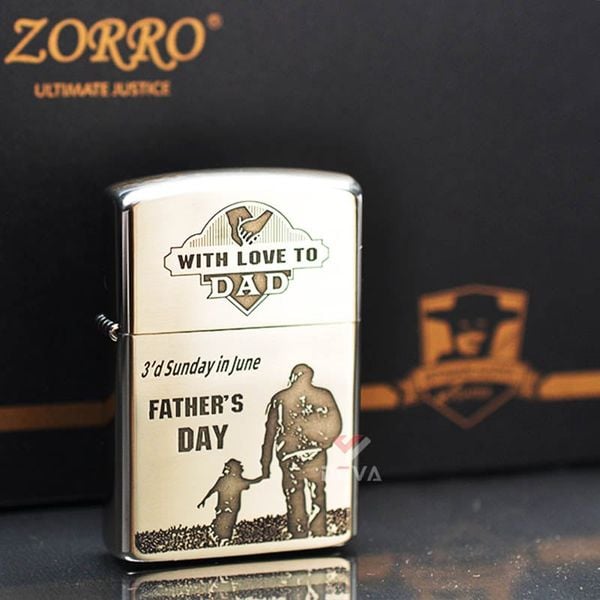 ZORRO®
ULTIMATE JUSTICE
WITH LOVE TO
DAD
3'd Sunday in June
FATHER'S
DAY